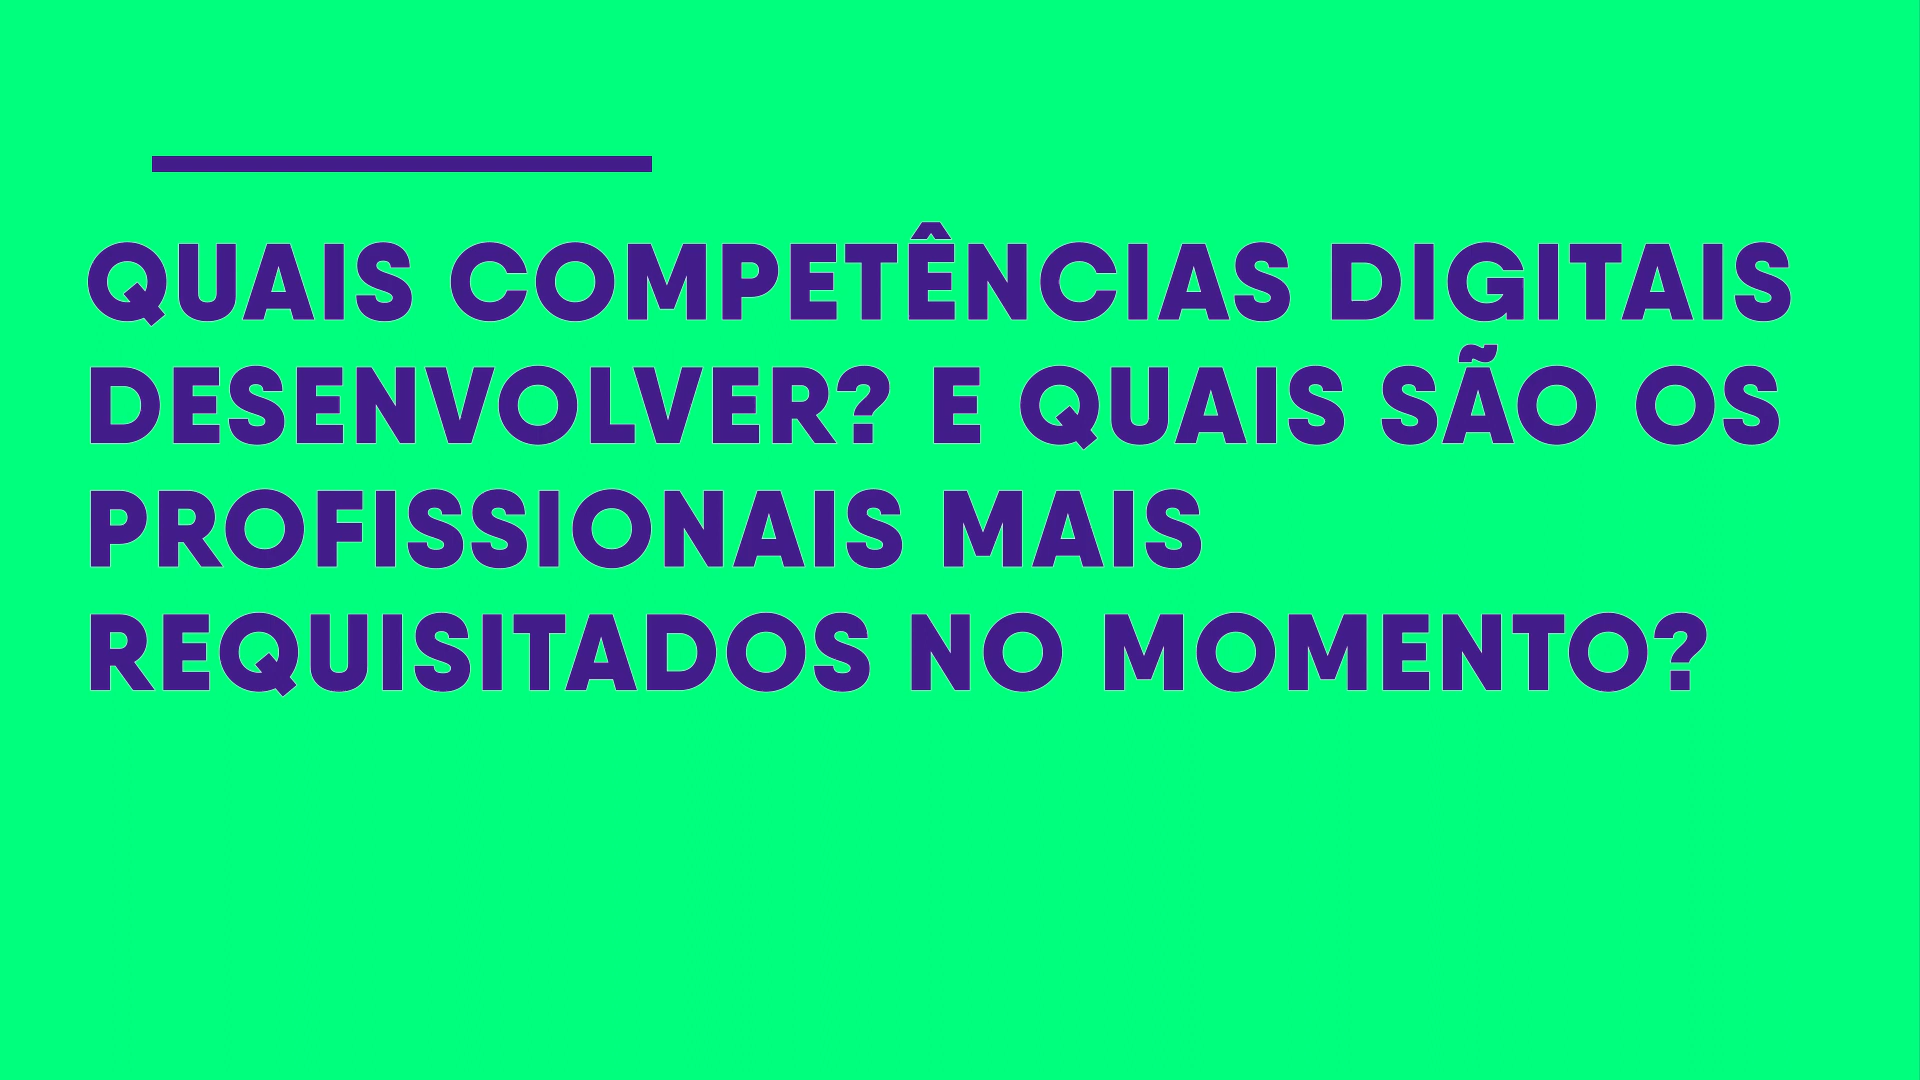 QUAIS COMPETÊNCIAS DIGITAIS
DESENVOLVER? E QUAIS SÃO OS
PROFISSIONAIS MAIS
REQUISITADOS NO MOMENTO?